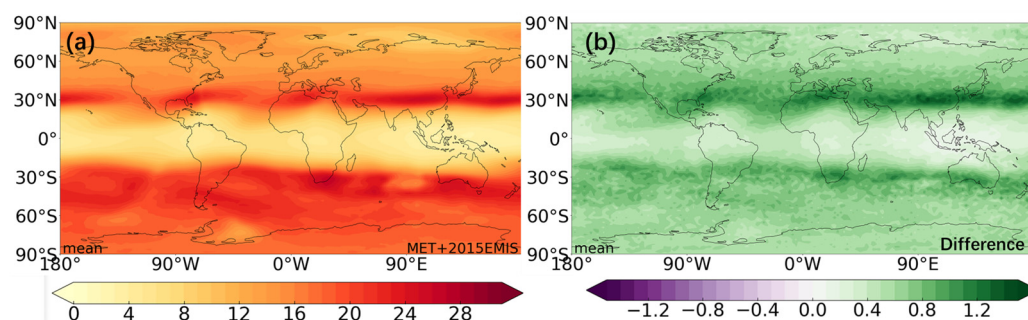 (a)
90°N
60°N
30°N
0°
30°S
60°S
90°S
mean
MET+2015EMIS
180°
90°W
0°W
90°E
0
4
8
12
16
20
24
28
(b)
90°N
60°N
30°N
0°
30°S
60°S
90°S
mean
Difference
180°
90°W
0°W
90°E
−1.2
−0.8
−0.4
0.0
0.4
0.8
1.2